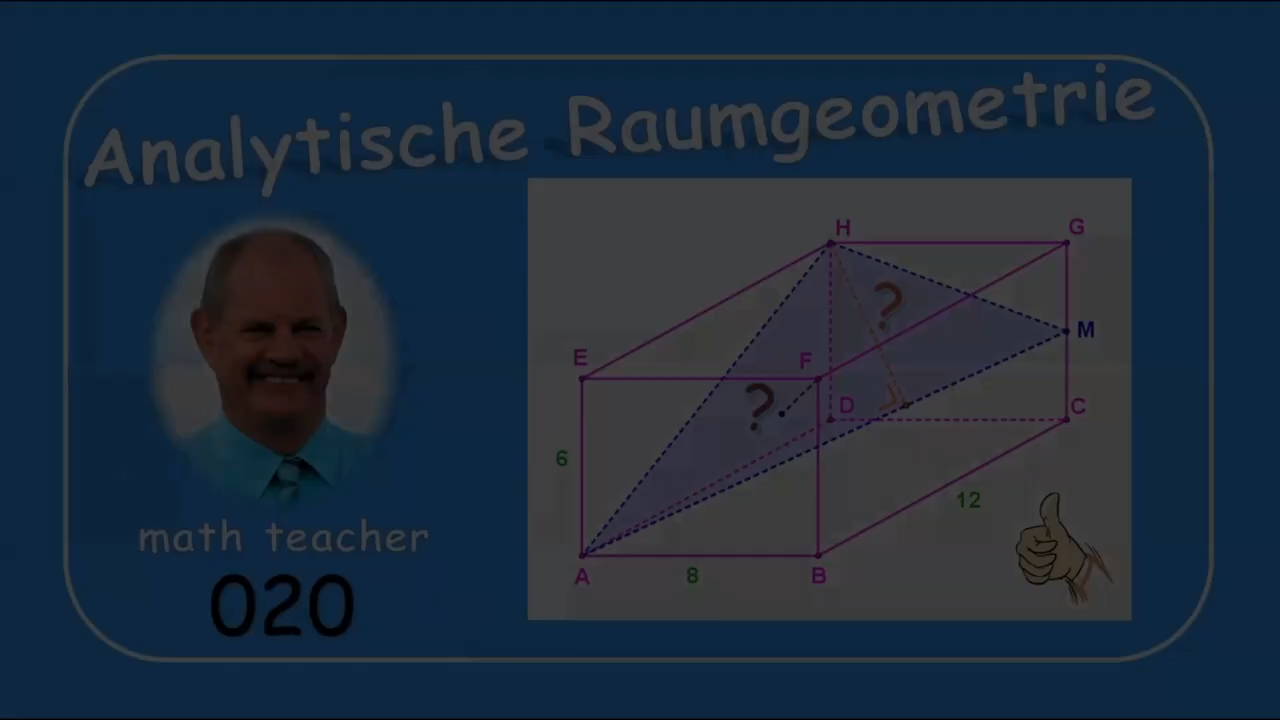 Analytische Raumgeometrie
H
G
?
M
E
F
?
D
C
6
12
A
8
B
math teacher
020